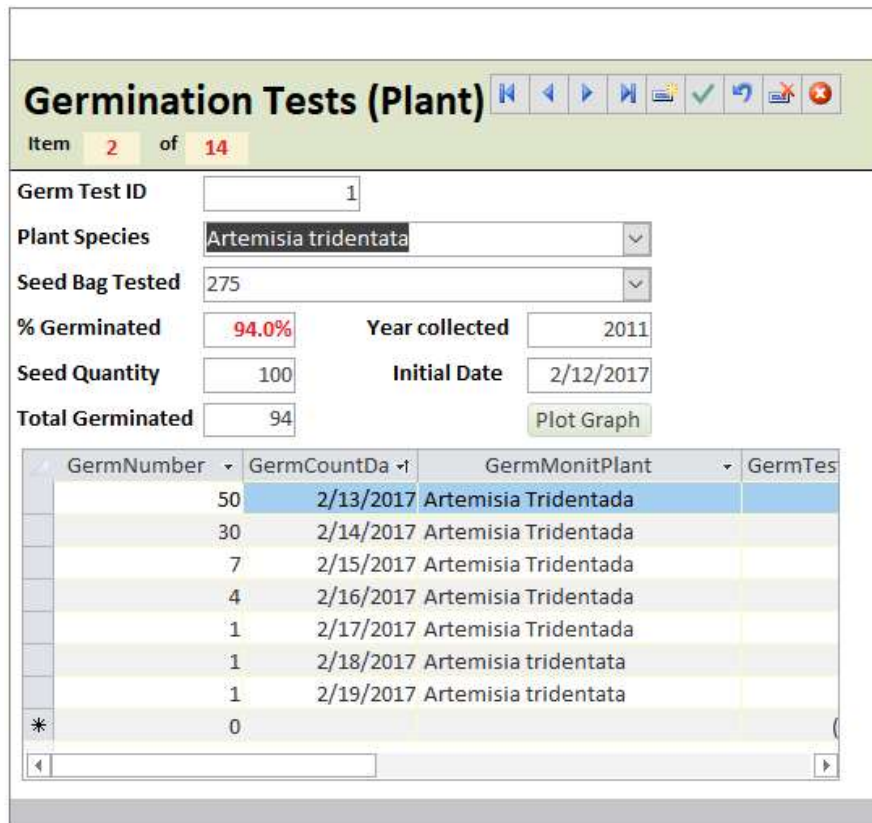 Germination Tests (Plant)
Item 2 of 14
Germ Test ID 1
Plant Species Artemisia tridentata
Seed Bag Tested 275
% Germinated 94.0% Year collected 2011
Seed Quantity 100 Initial Date 2/12/2017
Total Germinated 94 Plot Graph
GermNumber GermCountDa GermMonitPlant GermTes
50 2/13/2017 Artemisia Tridentada
30 2/14/2017 Artemisia Tridentada
7 2/15/2017 Artemisia Tridentada
4 2/16/2017 Artemisia Tridentada
1 2/17/2017 Artemisia Tridentada
1 2/18/2017 Artemisia tridentata
1 2/19/2017 Artemisia tridentata
* 0 (